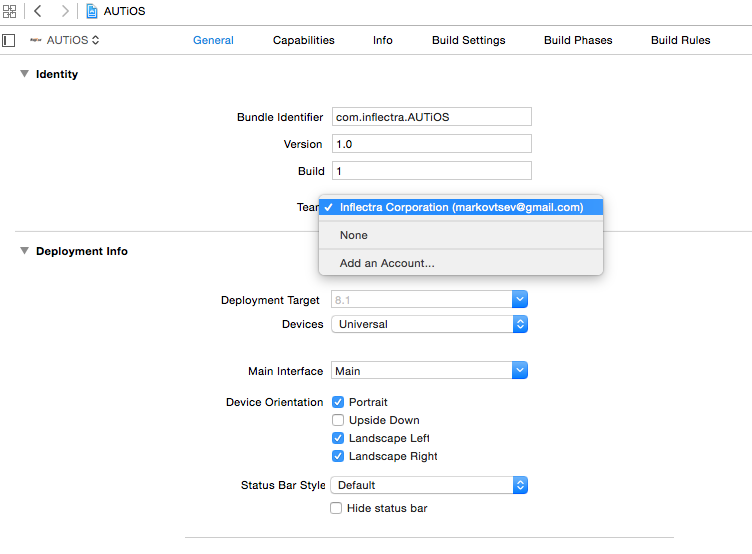 AUTiOS
AUTiOS
General Capabilities Info Build Settings Build Phases Build Rules
Identity
Bundle Identifier com.inflectra.AUTiOS
Version 1.0
Build 1
Team Inflectra Corporation (markovtsev@gmail.com)
None
Add an Account...
Deployment Info
Deployment Target 8.1
Devices Universal
Main Interface Main
Device Orientation Portrait
Upside Down
Landscape Left
Landscape Right
Status Bar Style Default
Hide status bar